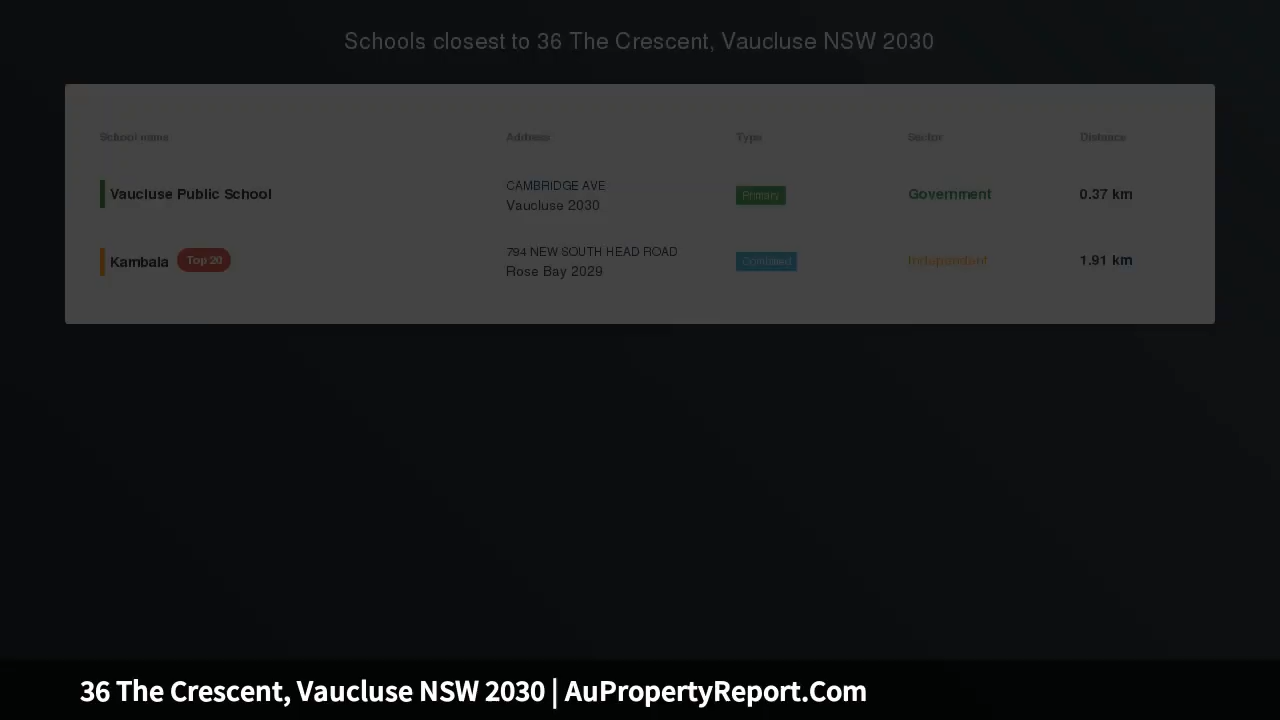 Schools closest to 36 The Crescent, Vaucluse NSW 2030
School name Address Type Sector Distance
Vaucluse Public School CAMBRIDGE AVE Primary Government 0.37 km
Vaucluse 2030
Kambala Top 20 794 NEW SOUTH HEAD ROAD Combined Independent 1.91 km
Rose Bay 2029
36 The Crescent, Vaucluse NSW 2030 | AuPropertyReport.Com